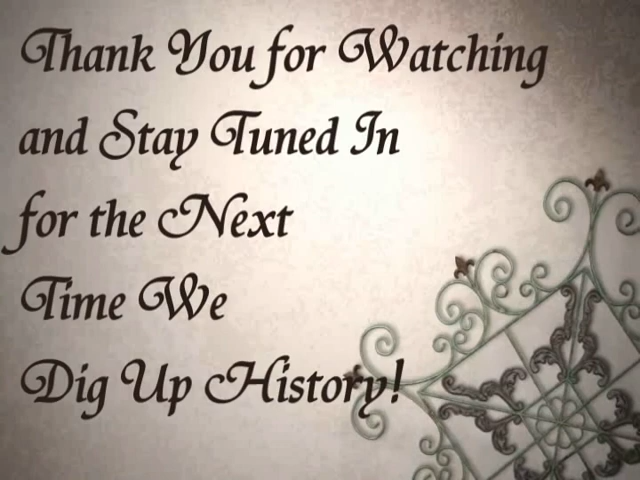 Thank You for Watching
and Stay Tuned In
for the Next
Time We
Dig Up History!